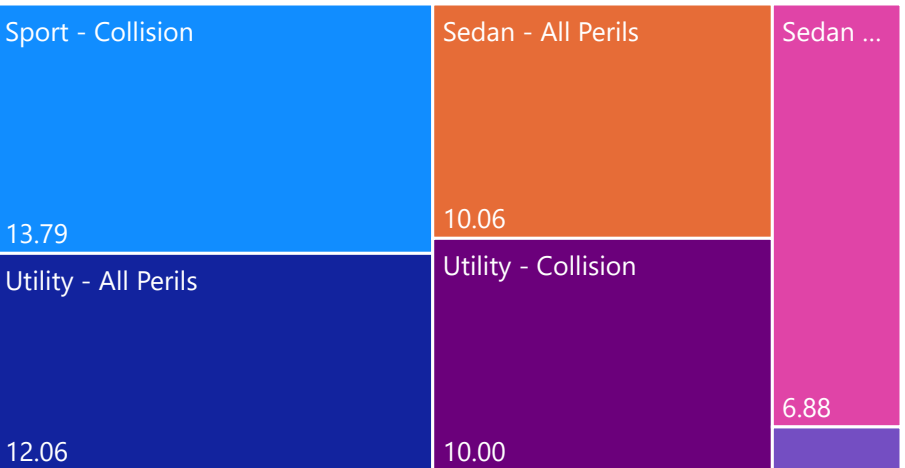 Sport - Collision
13.79
Utility - All Perils
12.06
Sedan - All Perils
10.06
Utility - Collision
10.00
Sedan ...
6.88